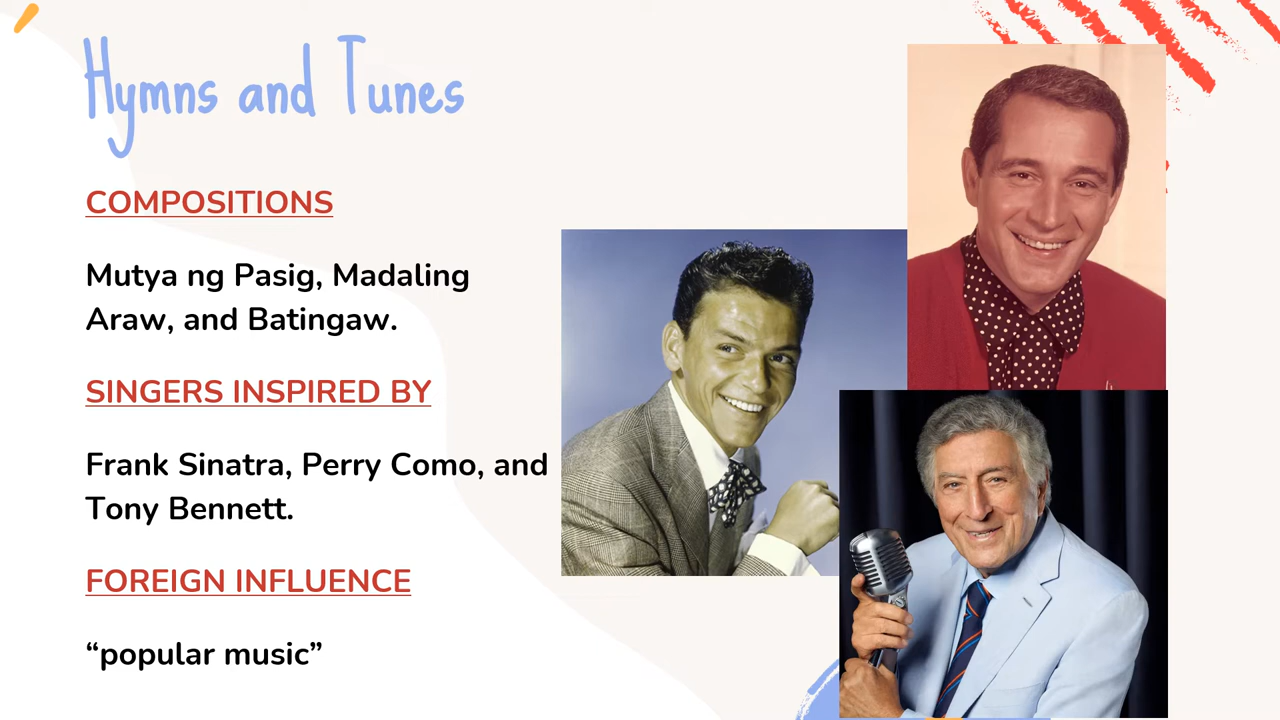 Hymns and Tunes
COMPOSITIONS
Mutya ng Pasig, Madaling
Araw, and Batingaw.
SINGERS INSPIRED BY
Frank Sinatra, Perry Como, and
Tony Bennett.
FOREIGN INFLUENCE
“popular music”